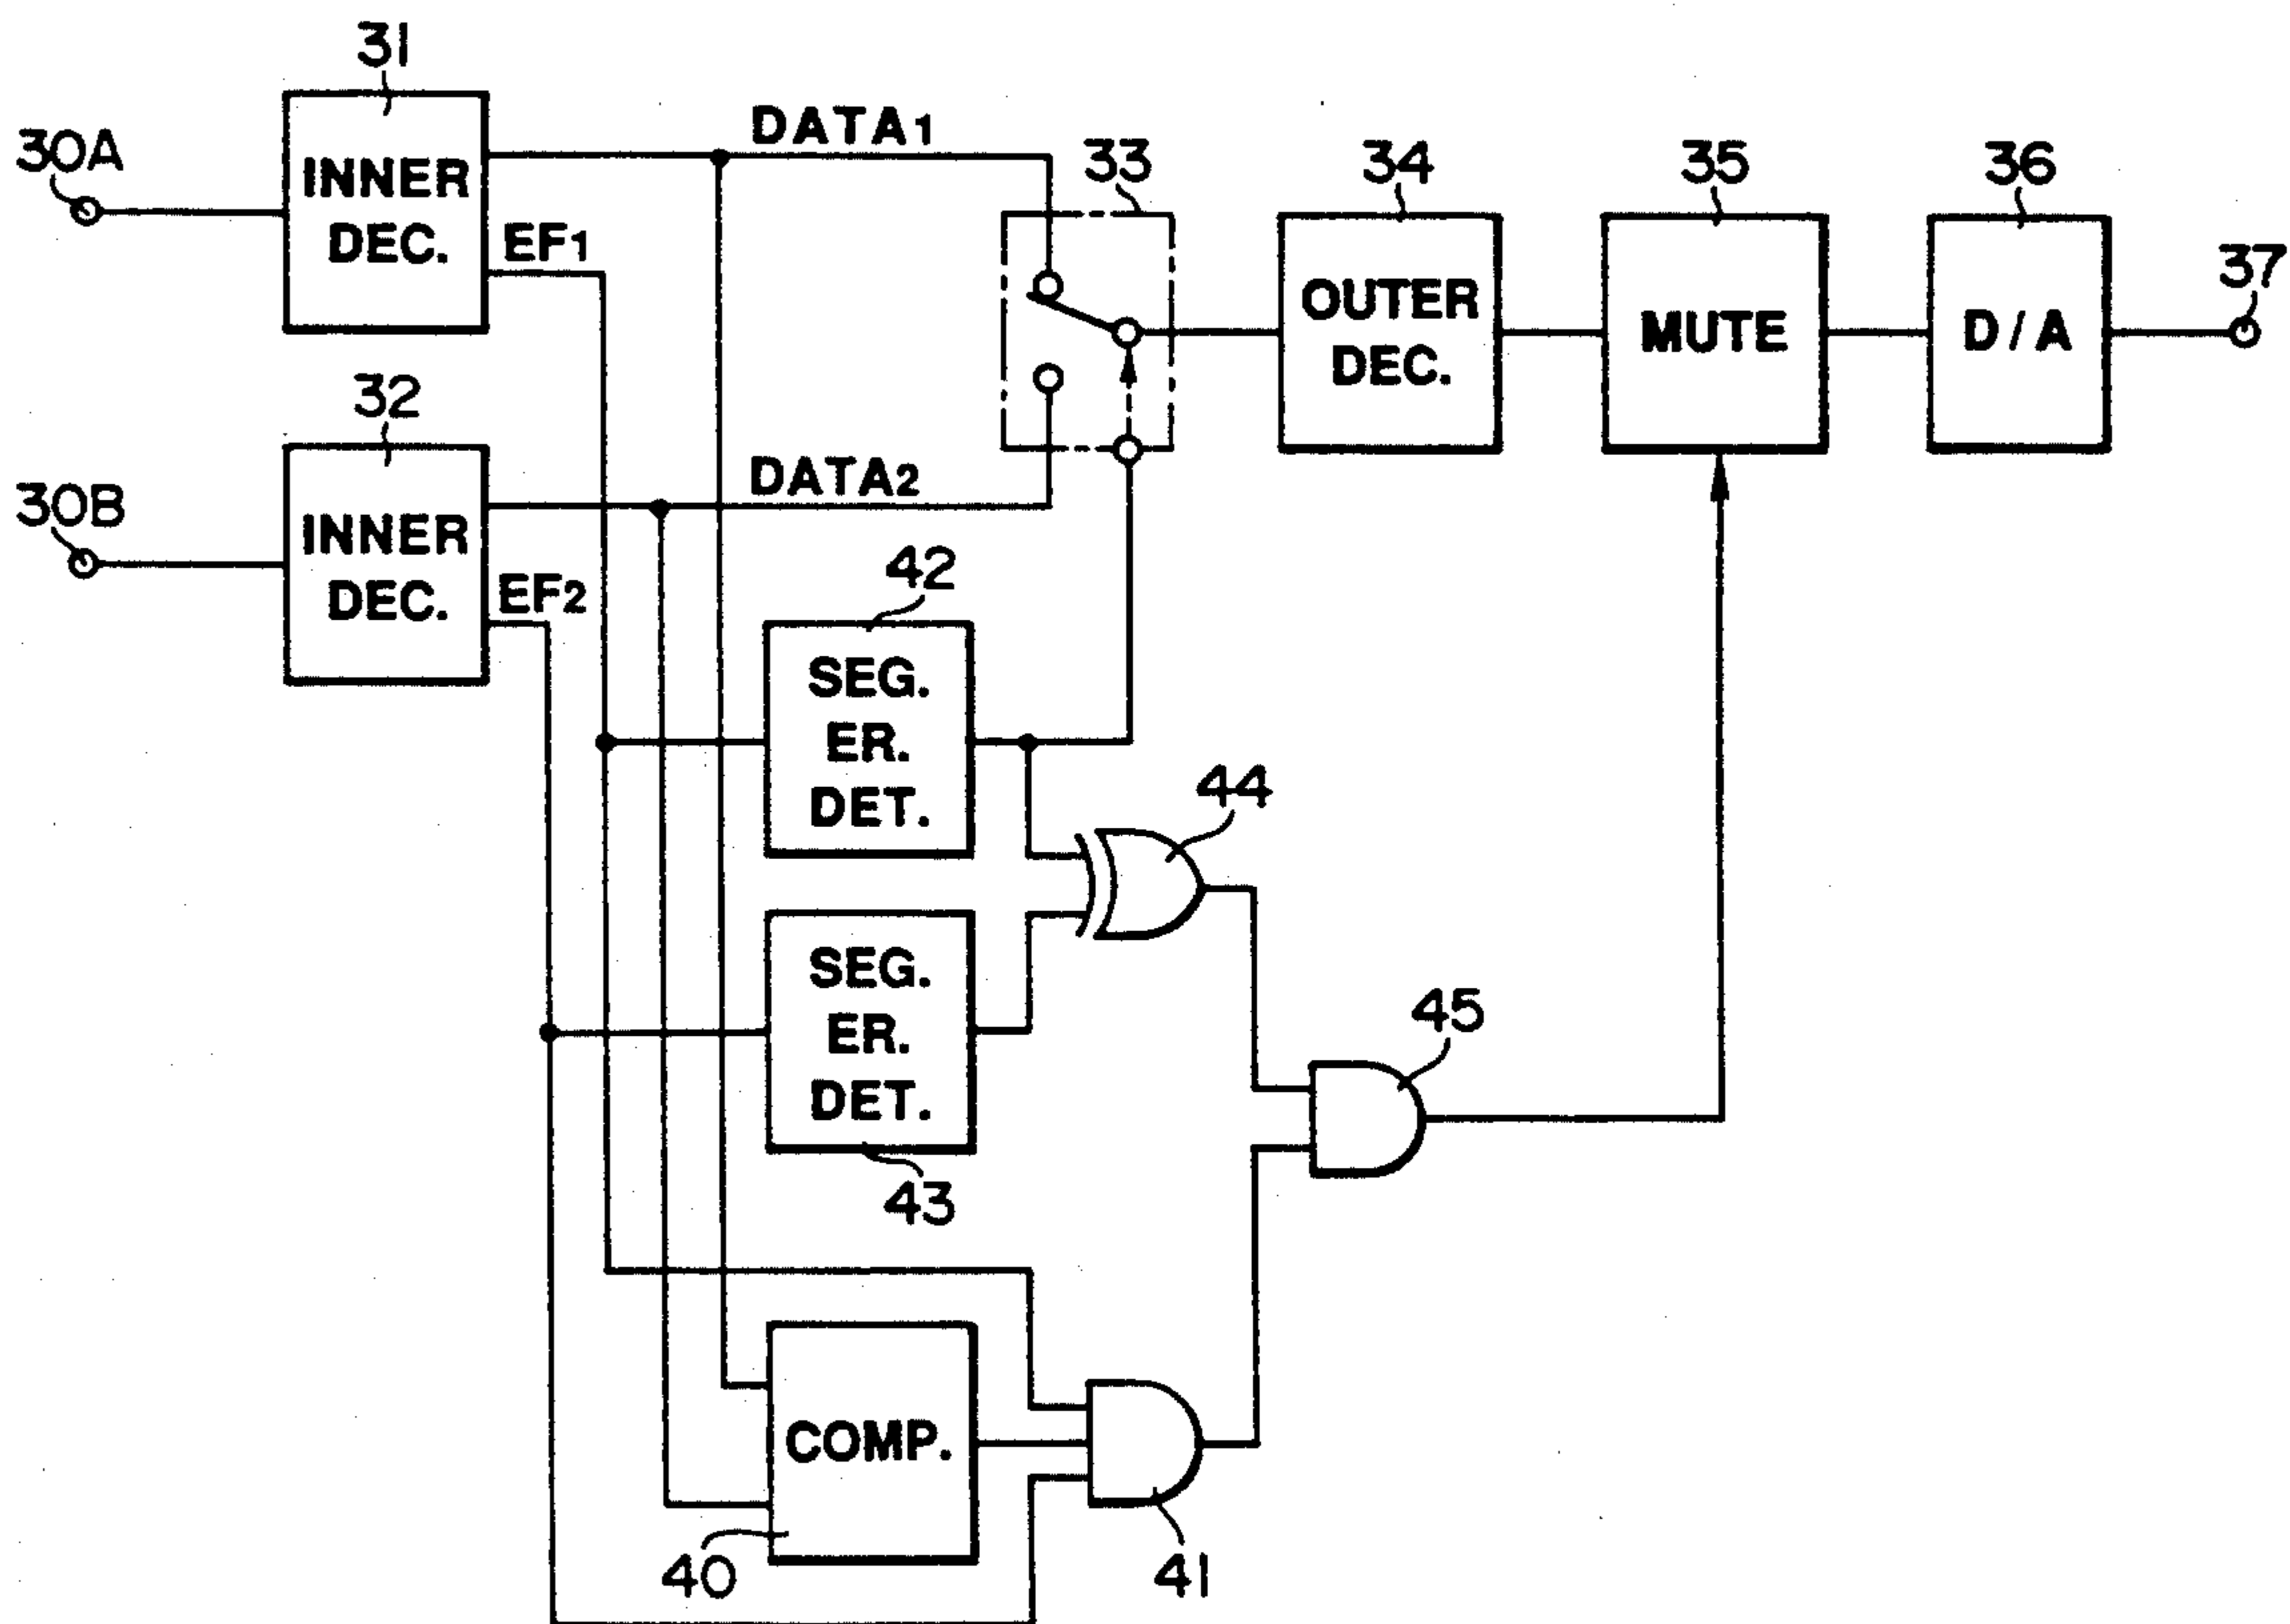 31
30A
INNER
DEC.
DATA1
EF1
33
34
OUTER
DEC.
35
MUTE
36
D/A
37
32
30B
INNER
DEC.
DATA2
EF2
42
SEG.
ER.
DET.
44
SEG.
ER.
DET.
43
45
COMP.
40
41